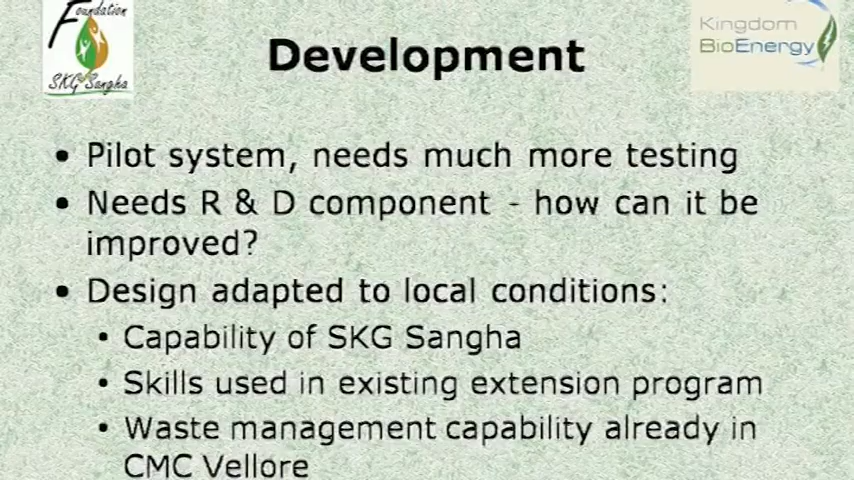 Foundation
SKG Sangha
Kingdom
BioEnergy
Development
• Pilot system, needs much more testing
• Needs R & D component - how can it be
improved?
• Design adapted to local conditions:
• Capability of SKG Sangha
• Skills used in existing extension program
• Waste management capability already in
CMC Vellore